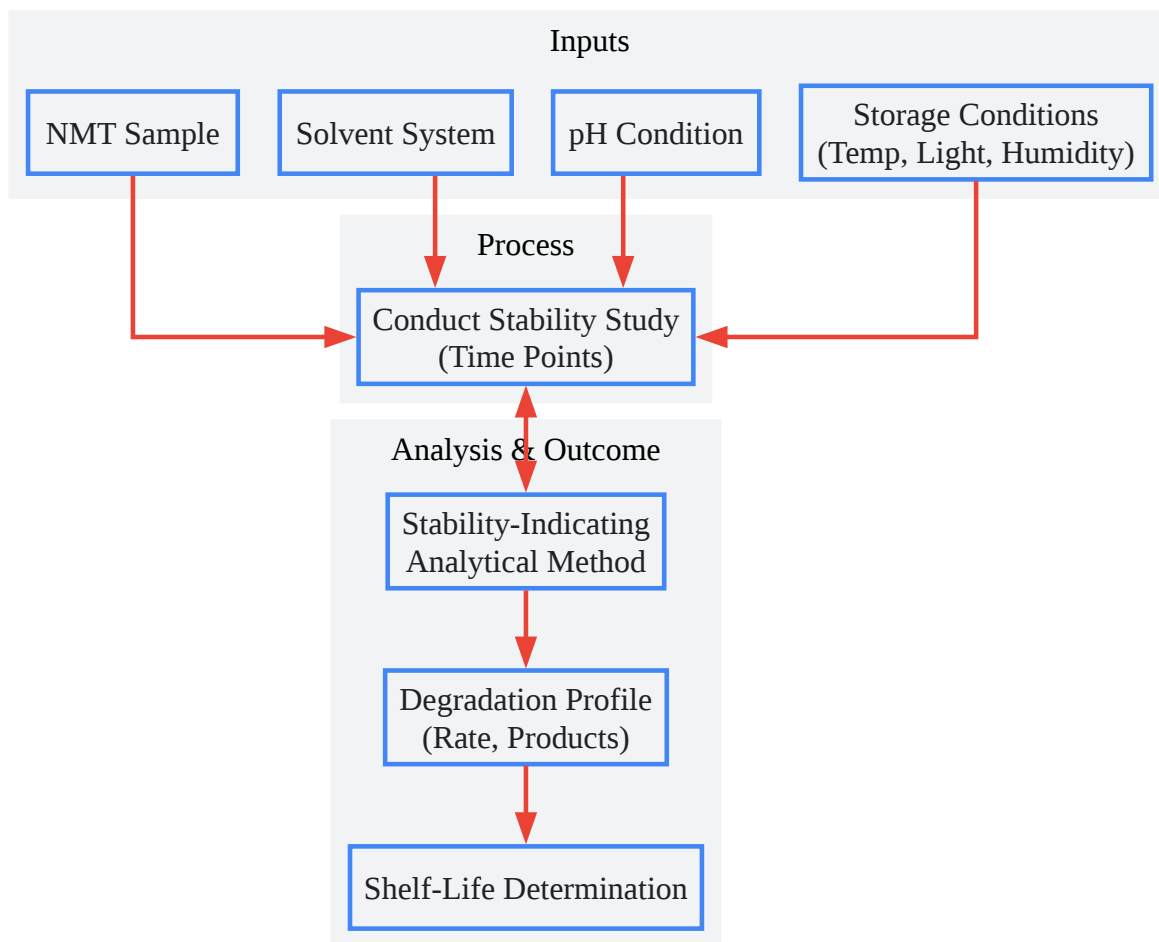 Inputs
NMT Sample
Solvent System
pH Condition
Storage Conditions
(Temp, Light, Humidity)
Process
Conduct Stability Study
(Time Points)
Analysis & Outcome
Stability-Indicating
Analytical Method
Degradation Profile
(Rate, Products)
Shelf-Life Determination